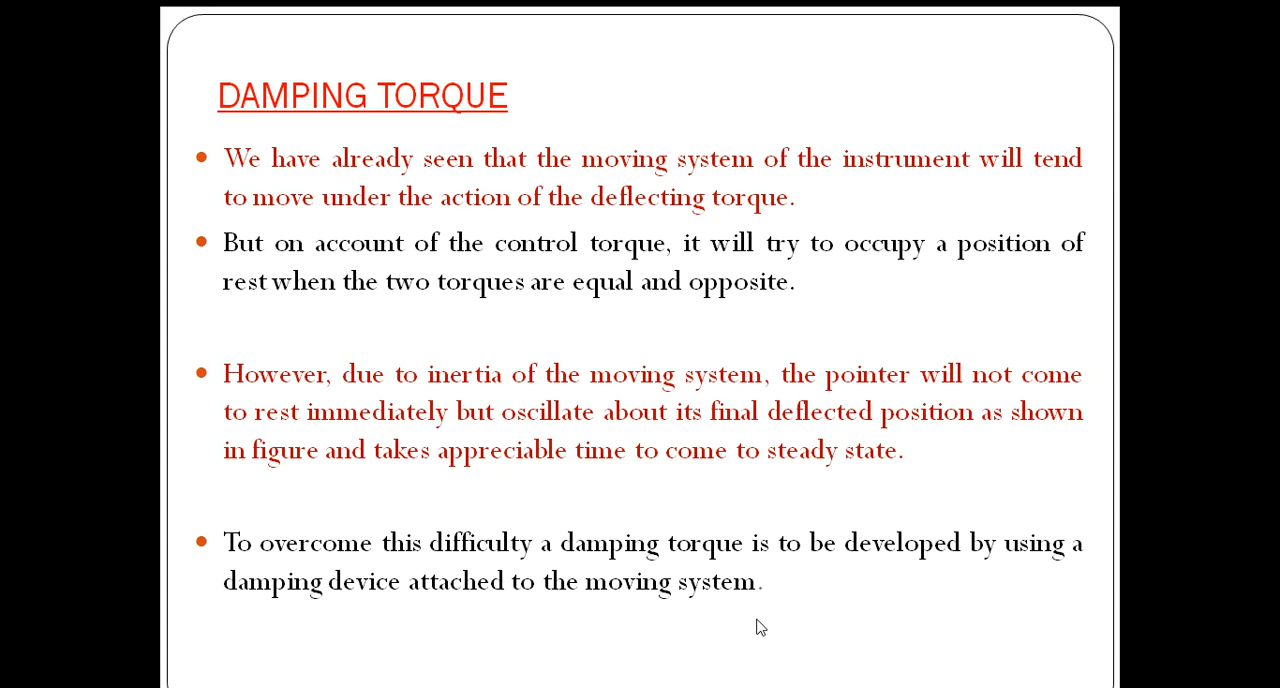 DAMPING TORQUE
• We have already seen that the moving system of the instrument will tend
to move under the action of the deflecting torque.
• But on account of the control torque, it will try to occupy a position of
rest when the two torques are equal and opposite.
• However, due to inertia of the moving system, the pointer will not come
to rest immediately but oscillate about its final deflected position as shown
in figure and takes appreciable time to come to steady state.
• To overcome this difficulty a damping torque is to be developed by using a
damping device attached to the moving system.